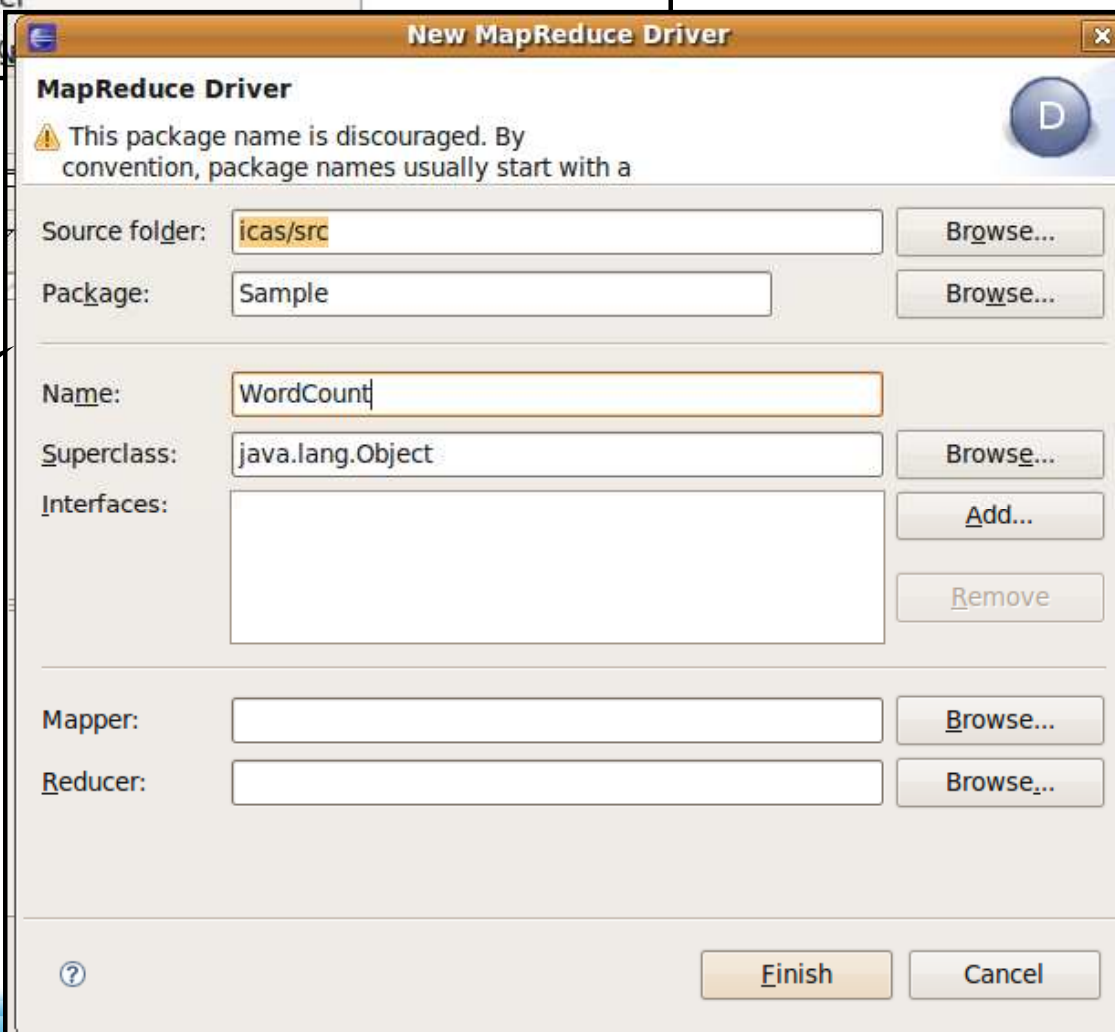 New MapReduce Driver
MapReduce Driver
D
This package name is discouraged. By
convention, package names usually start with a
Source folder: icas/src Browse...
Package: Sample Browse...
Name: WordCount
Superclass: java.lang.Object Browse...
Interfaces: Add...
Remove
Mapper: Browse...
Reducer: Browse...
? Finish Cancel